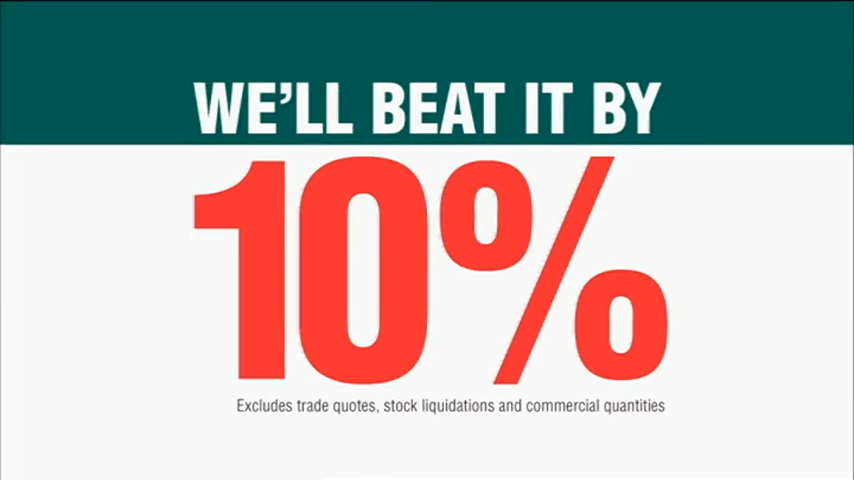 WE'LL BEAT IT BY
10%
Excludes trade quotes, stock liquidations and commercial quantities